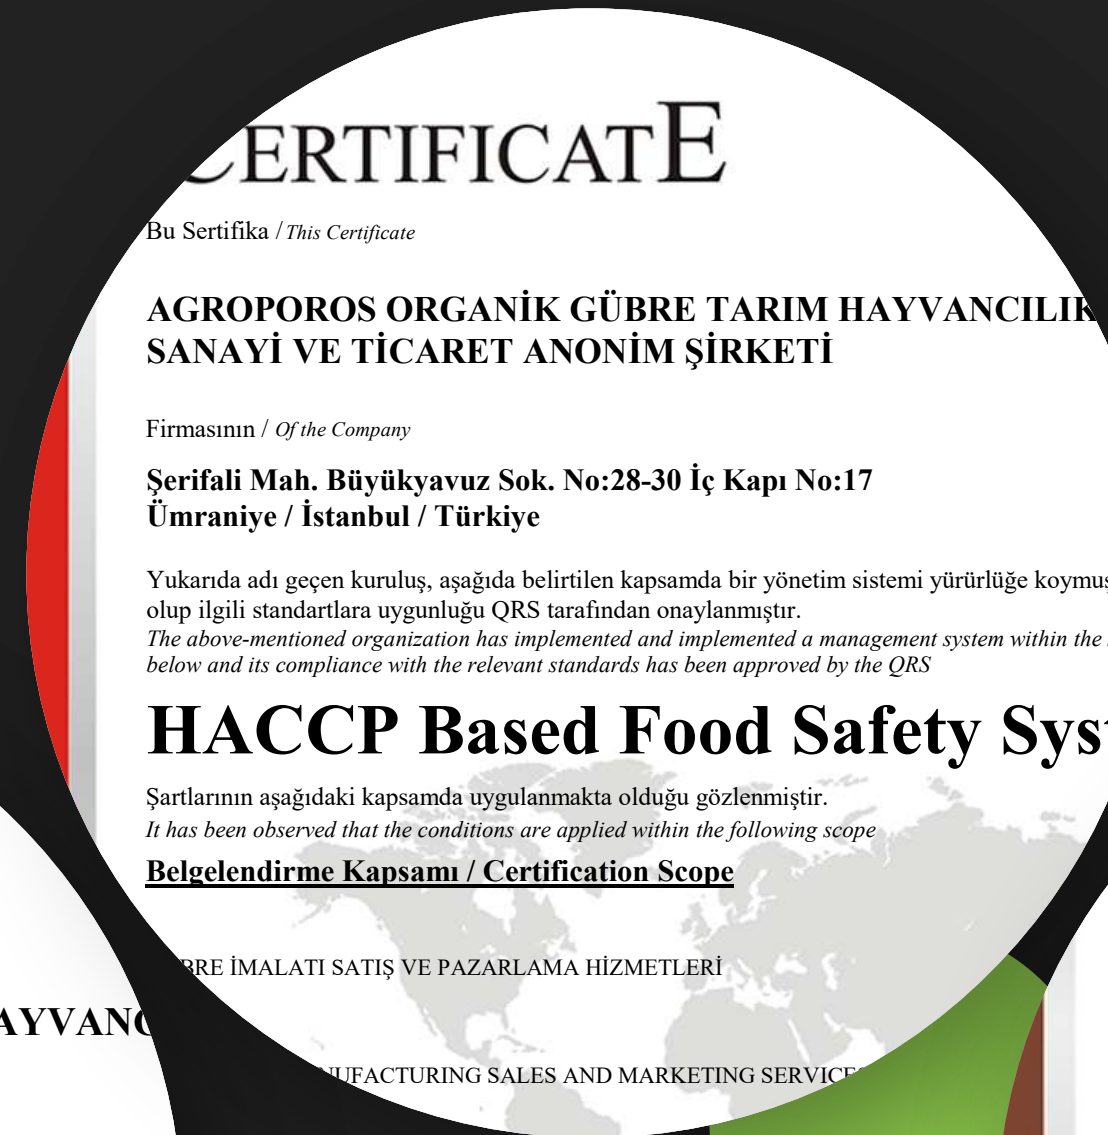 CERTIFICATE
Bu Sertifika / This Certificate
AGROPOROS ORGANİK GÜBRE TARIM HAYVANCILIK
SANAYİ VE TİCARET ANONİM ŞİRKETİ
Firmasının / Of the Company
Şerifali Mah. Büyükyavuz Sok. No:28-30 İç Kapı No:17
Ümraniye / İstanbul / Türkiye
Yukarıda adı geçen kuruluş, aşağıda belirtilen kapsamda bir yönetim sistemi yürürlüğe koymuş
olup ilgili standartlara uygunluğu QRS tarafından onaylanmıştır.
The above-mentioned organization has implemented and implemented a management system within the
below and its compliance with the relevant standards has been approved by the QRS
HACCP Based Food Safety Sys
Şartlarının aşağıdaki kapsamda uygulanmakta olduğu gözlenmiştir.
It has been observed that the conditions are applied within the following scope
Belgelendirme Kapsamı / Certification Scope
BRE İMALATI SATIŞ VE PAZARLAMA HİZMETLERİ
AYVANC
UFACTURING SALES AND MARKETING SERVICES